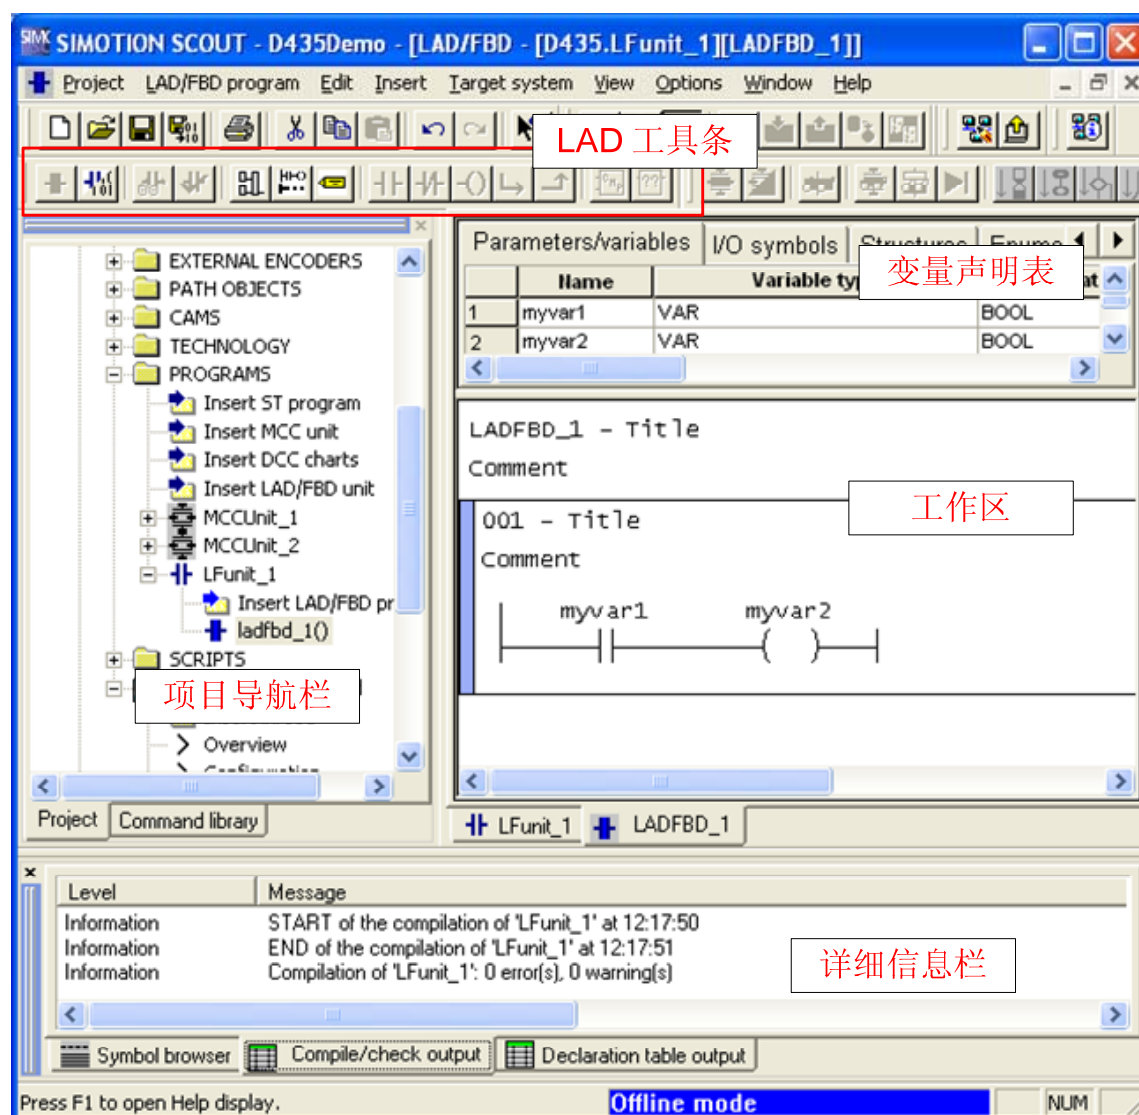 SIMOTION SCOUT - D435Demo - [LAD/FBD - [D435.LFunit_1][LADFBD_1]]
Project LAD/FBD program Edit Insert Target system View Options Window Help
LAD 工具条
EXTERNAL ENCODERS
PATH OBJECTS
CAMS
TECHNOLOGY
PROGRAMS
Insert ST program
Insert MCC unit
Insert DCC charts
Insert LAD/FBD unit
MCCUnit_1
MCCUnit_2
LFunit_1
Insert LAD/FBD pr
ladfbd_1()
SCRIPTS
项目导航栏
Overview
Project Command library
Parameters/variables I/O symbols Structures Enume
变量声明表
Name Variable typ at
1 myvar1 VAR BOOL
2 myvar2 VAR BOOL
LADFBD_1 - Title
Comment
工作区
001 - Title
Comment
myvar1 myvar2
LFunit_1 LADFBD_1
Level Message
Information START of the compilation of 'LFunit_1' at 12:17:50
Information END of the compilation of 'LFunit_1' at 12:17:51
Information Compilation of 'LFunit_1': 0 error(s), 0 warning(s)
详细信息栏
Symbol browser Compile/check output Declaration table output
Press F1 to open Help display. Offline mode NUM